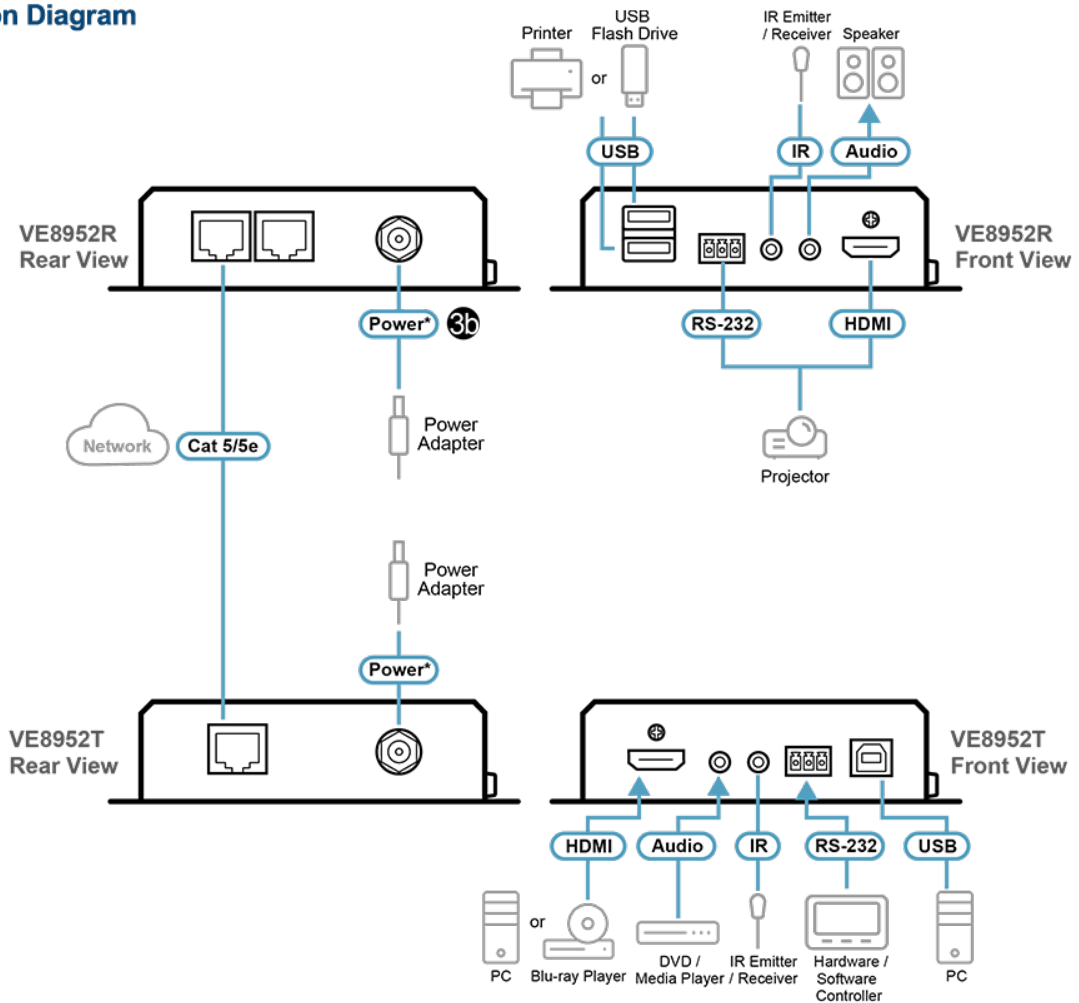 on Diagram
Printer
or
USB
Flash Drive
IR Emitter
/ Receiver
Speaker
USB
IR
Audio
VE8952R
Rear View
VE8952R
Front View
Power*
3b
RS-232
HDMI
Network
Cat 5/5e
Power
Adapter
Projector
Power
Adapter
Power*
VE8952T
Rear View
VE8952T
Front View
HDMI
Audio
IR
RS-232
USB
PC
or
Blu-ray Player
DVD /
Media Player
IR Emitter
/ Receiver
Hardware /
Software
Controller
PC